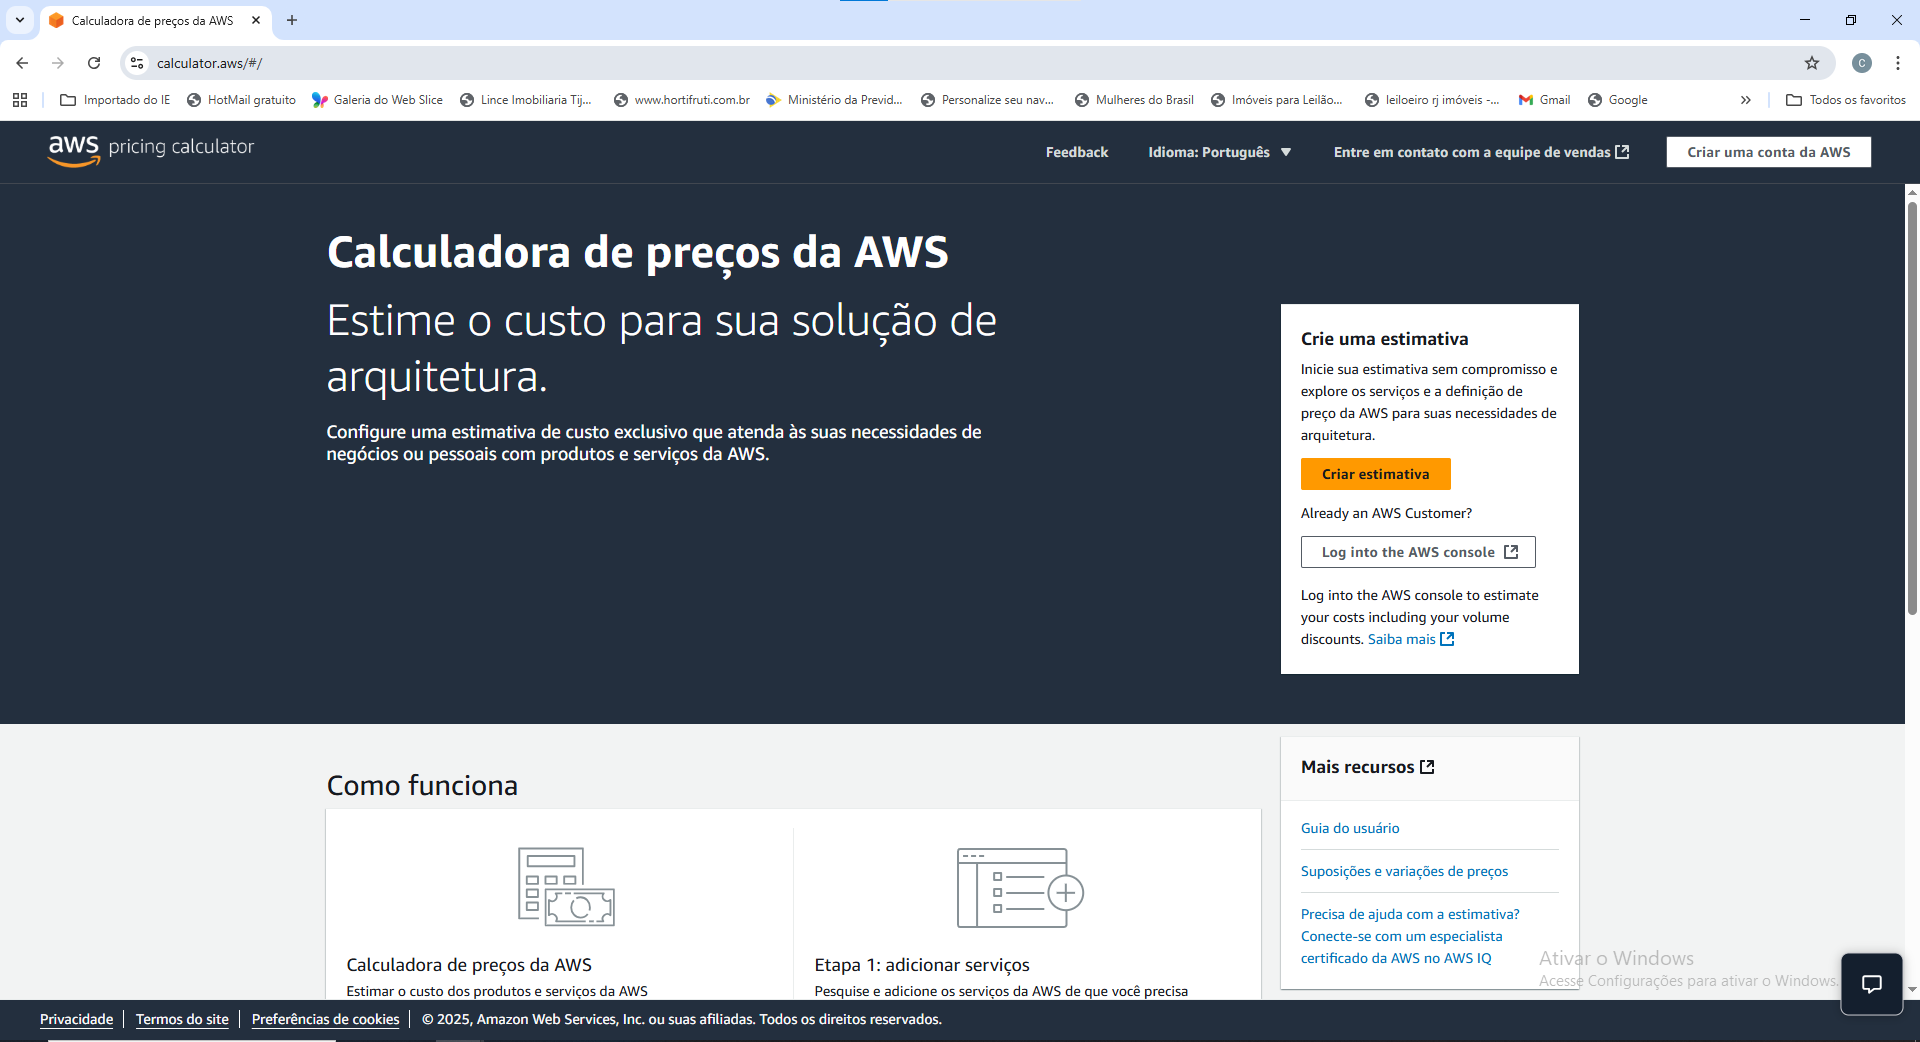 Calculadora de preços da AWS
calculator.aws/#/
C
Importado do IE
HotMail gratuito
Galeria do Web Slice
Lince Imobiliaria Tij...
www.hortifruti.com.br
Ministério da Previd...
Personalize seu nav...
Mulheres do Brasil
Imóveis para Leilão...
leiloeiro rj imóveis -...
Gmail
Google
Todos os favoritos
aws pricing calculator
Feedback
Idioma: Português
Entre em contato com a equipe de vendas
Criar uma conta da AWS
Calculadora de preços da AWS
Estime o custo para sua solução de
arquitetura.
Configure uma estimativa de custo exclusivo que atenda às suas necessidades de
negócios ou pessoais com produtos e serviços da AWS.
Crie uma estimativa
Inicie sua estimativa sem compromisso e
explore os serviços e a definição de
preço da AWS para suas necessidades de
arquitetura.
Criar estimativa
Already an AWS Customer?
Log into the AWS console
Log into the AWS console to estimate
your costs including your volume
discounts. Saiba mais
Como funciona
Calculadora de preços da AWS
Estimar o custo dos produtos e serviços da AWS
Etapa 1: adicionar serviços
Pesquise e adicione os serviços da AWS de que você precisa
Mais recursos
Guia do usuário
Suposições e variações de preços
Precisa de ajuda com a estimativa?
Conecte-se com um especialista
certificado da AWS no AWS IQ
Ativar o Windows
Acesse Configurações para ativar o Windows.
Privacidade
Termos do site
Preferências de cookies
© 2025, Amazon Web Services, Inc. ou suas afiliadas. Todos os direitos reservados.